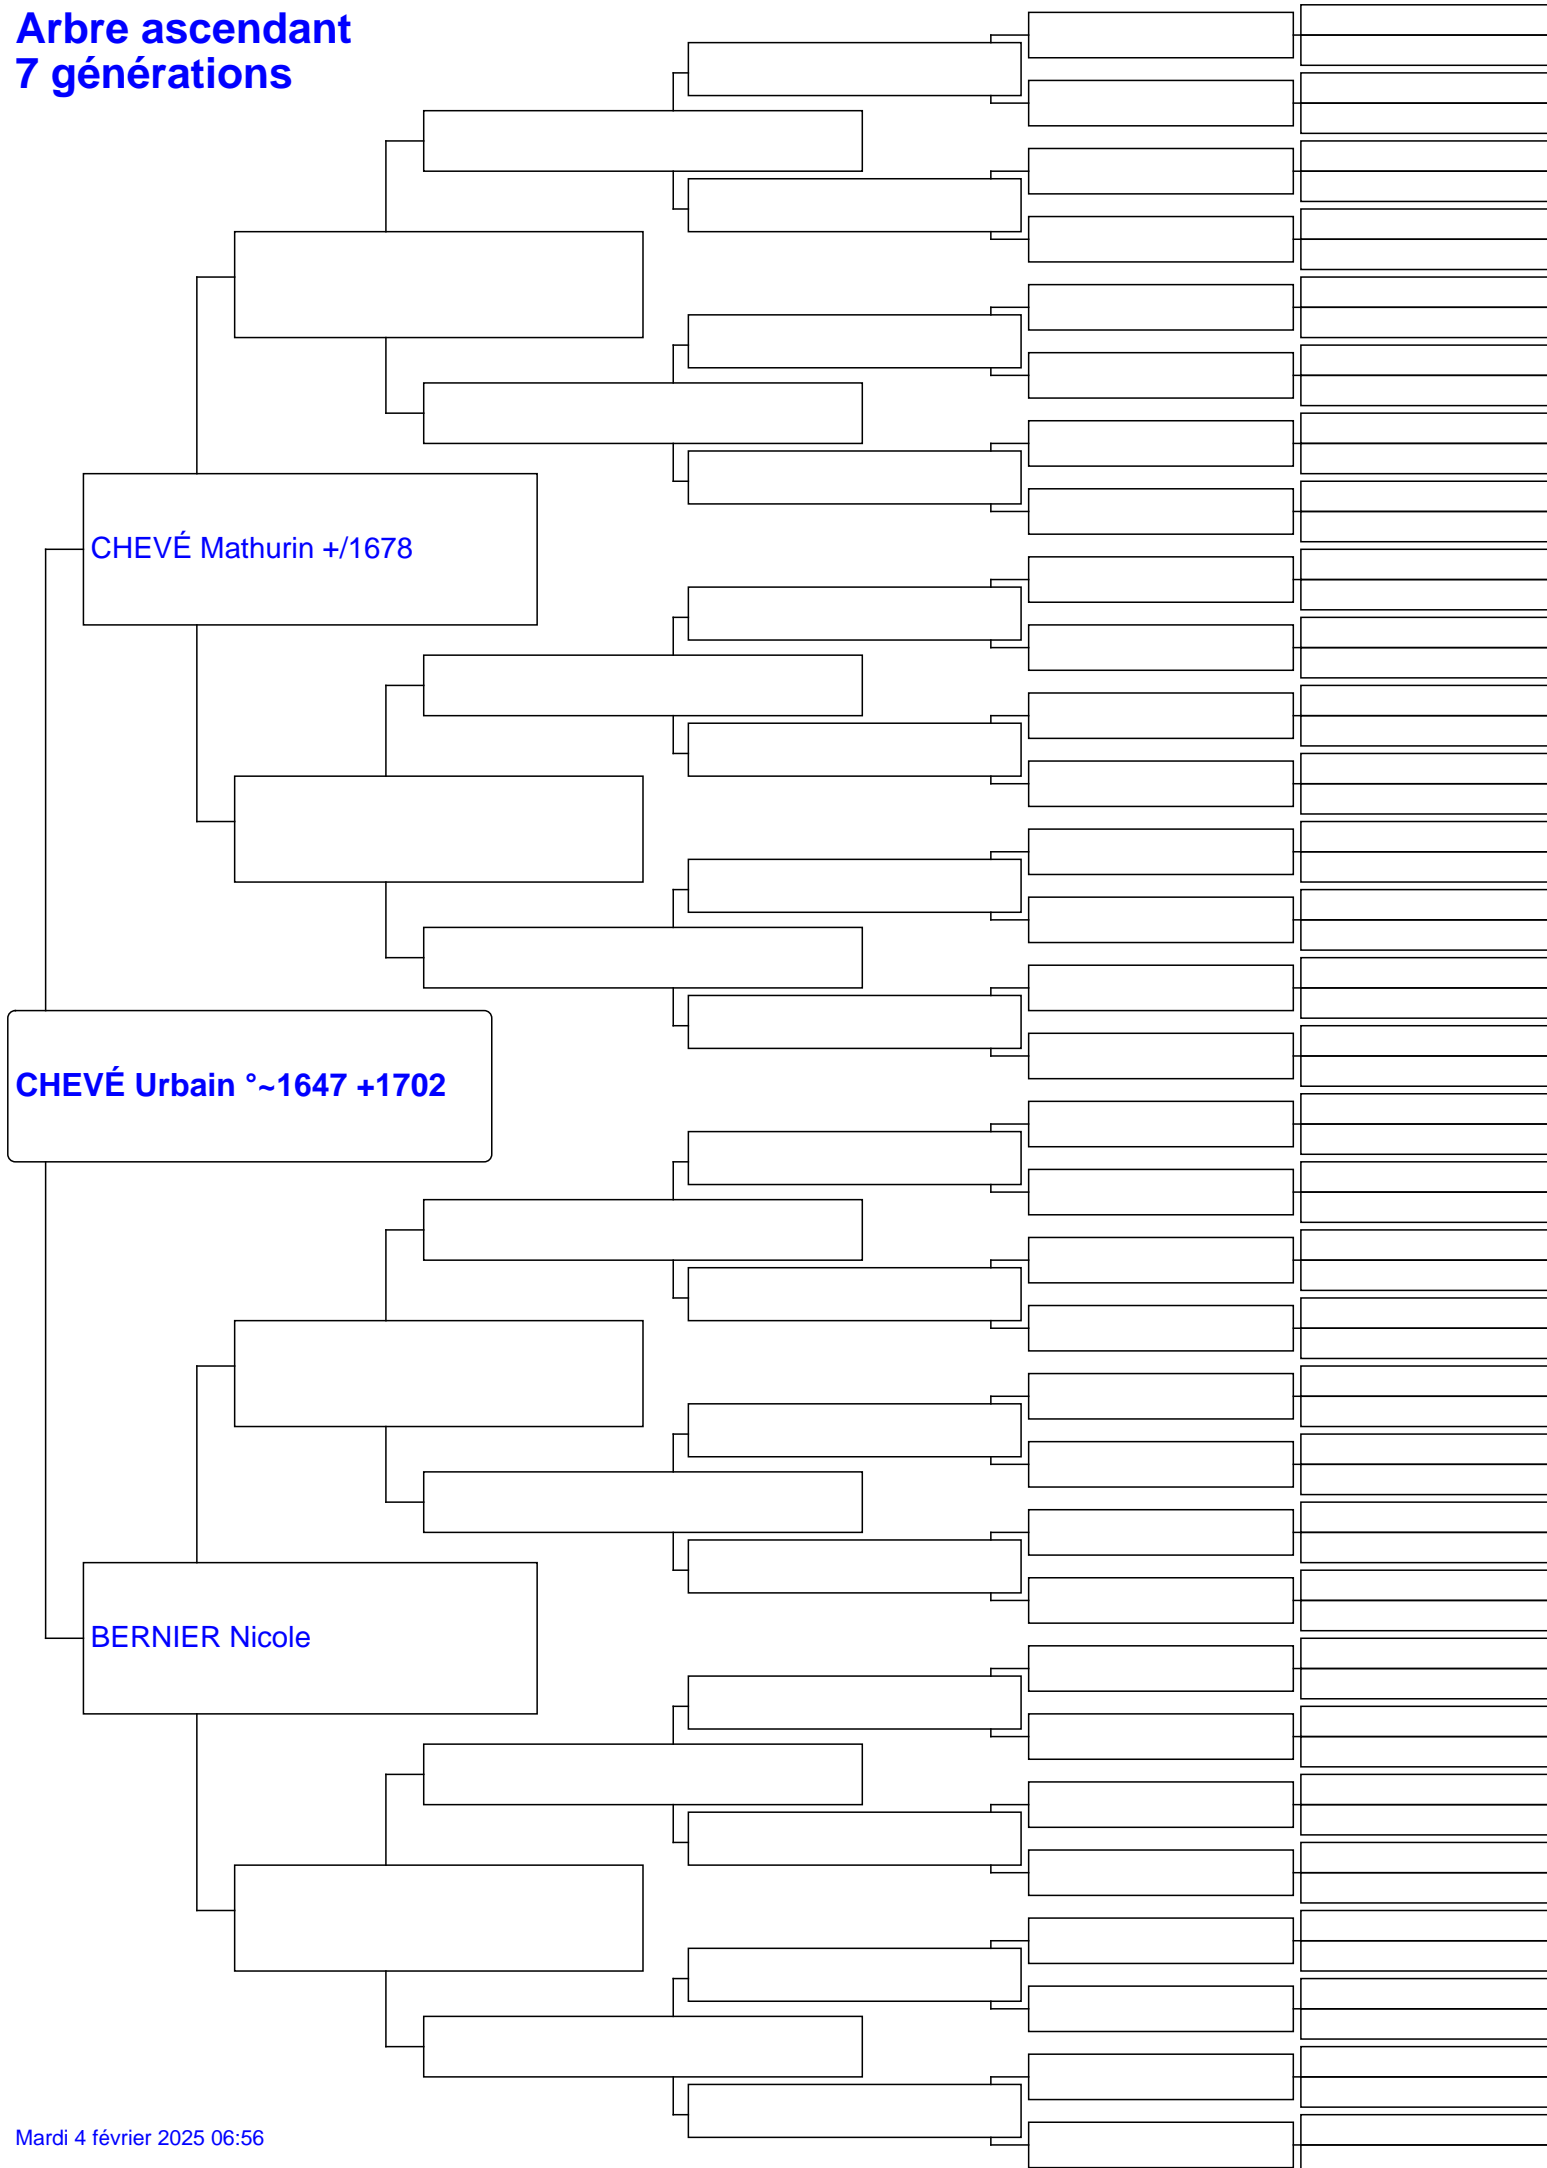 Arbre ascendant
7 générations
CHEVÉ Mathurin +/1678
CHEVÉ Urbain °~1647 +1702
BERNIER Nicole
Mardi 4 février 2025 06:56